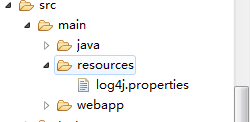 src
main
java
resources
log4j.properties
webapp